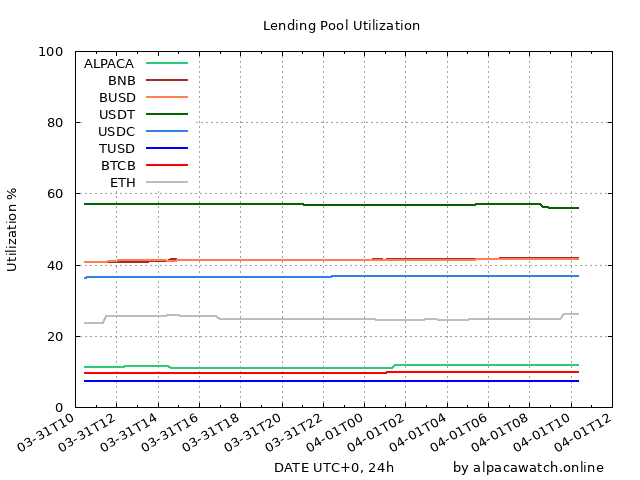 Lending Pool Utilization
100
80
60
40
20
0
Utilization %
ALPACA
BNB
BUSD
USDT
USDC
TUSD
BTCB
ETH
03-31T10
03-31T12
03-31T14
03-31T16
03-31T18
03-31T20
03-31T22
04-01T00
04-01T02
04-01T04
04-01T06
04-01T08
04-01T10
04-01T12
DATE UTC+0, 24h by alpacawatch.online